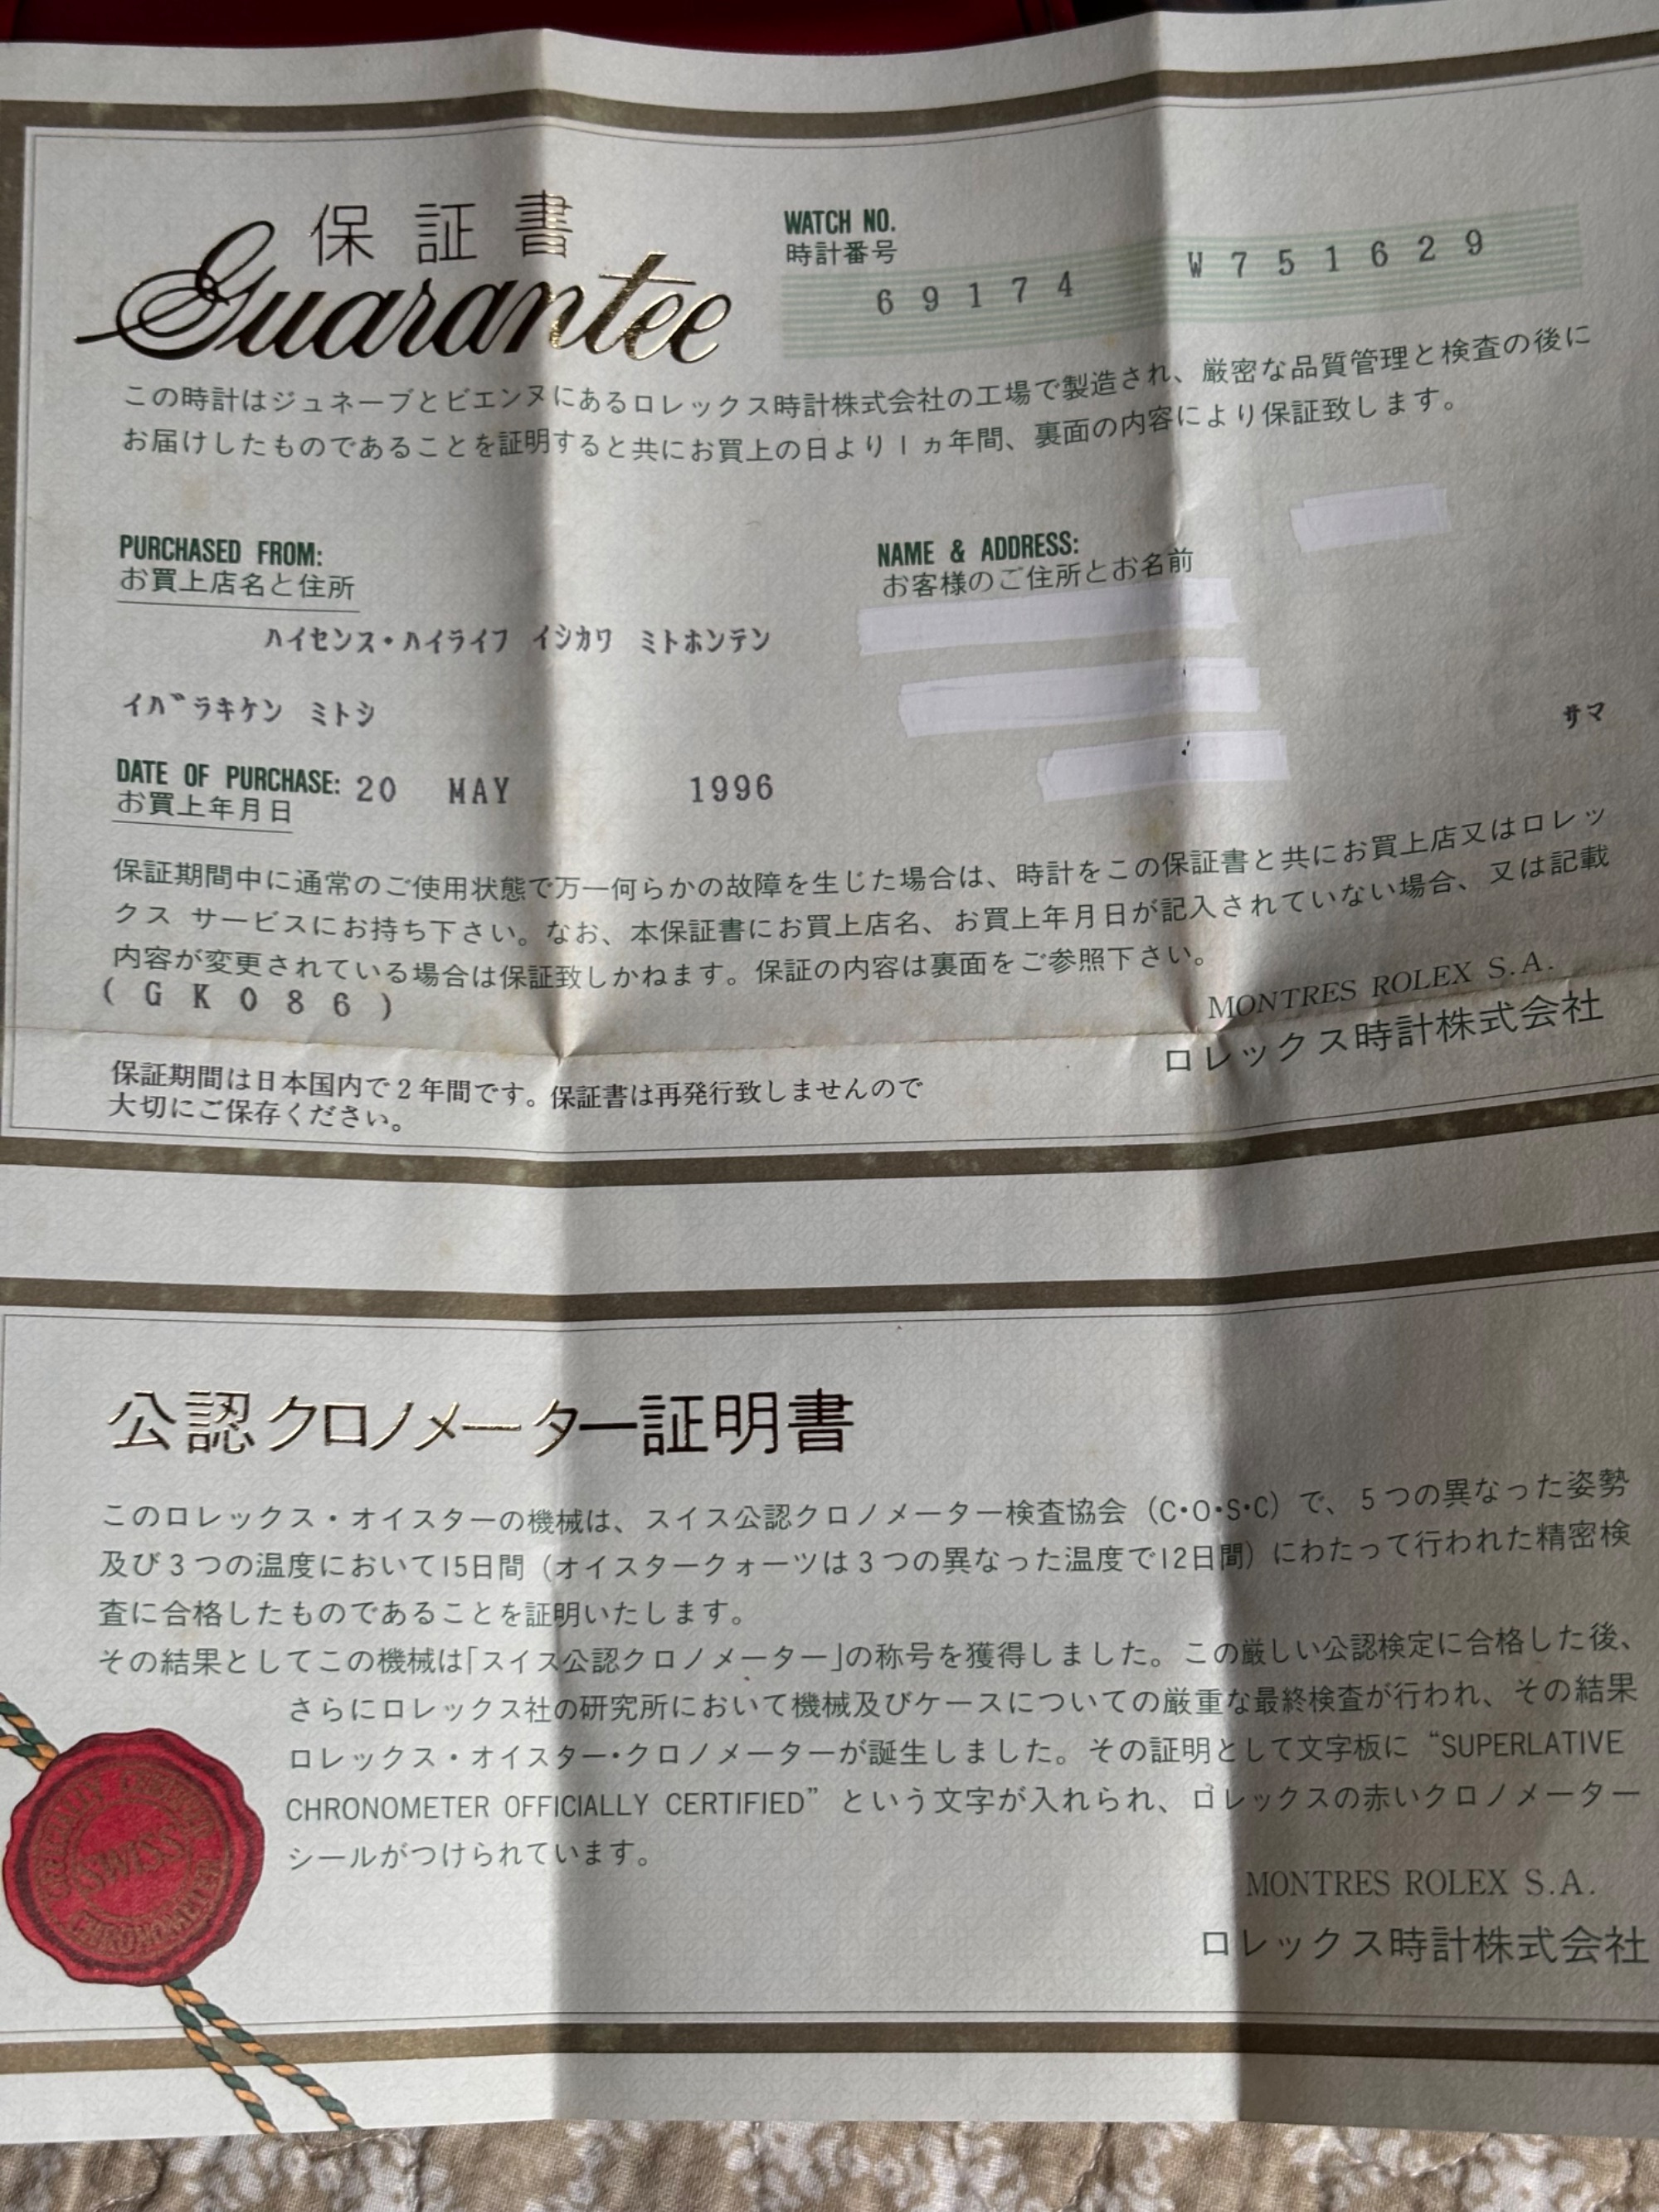 保証書
Guarantee
WATCH NO.
時計番号
69174 W751629
この時計はジュネーブとビエンヌにあるロレックス時計株式会社の工場で製造され、厳密な品質管理と検査の後に
お届けしたものであることを証明すると共にお買上の日より1ヵ年間、裏面の内容により保証致します。
PURCHASED FROM:
お買上店名と住所
ハイセンス・ハイライフ イシカワ ミトホンテン
イバラキケン ミトシ
NAME & ADDRESS:
お客様のご住所とお名前
サマ
DATE OF PURCHASE: 20 MAY 1996
お買上年月日
保証期間中に通常のご使用状態で万一何らかの故障を生じた場合は、時計をこの保証書と共にお買上店又はロレッ
クス サービスにお持ち下さい。なお、本保証書にお買上店名、お買上年月日が記入されていない場合、又は記載
内容が変更されている場合は保証致しかねます。保証の内容は裏面をご参照下さい。
(GK086)
MONTRES ROLEX S.A.
ロレックス時計株式会社
保証期間は日本国内で2年間です。保証書は再発行致しませんので
大切にご保存ください。
公認クロノメーター証明書
このロレックス・オイスターの機械は、スイス公認クロノメーター検査協会（C・O・S・C）で、5つの異なった姿勢
及び3つの温度において15日間（オイスタークォーツは3つの異なった温度で12日間）にわたって行われた精密検
査に合格したものであることを証明いたします。
その結果としてこの機械は「スイス公認クロノメーター」の称号を獲得しました。この厳しい公認検定に合格した後、
さらにロレックス社の研究所において機械及びケースについての厳重な最終検査が行われ、その結果
ロレックス・オイスター・クロノメーターが誕生しました。その証明として文字板に“SUPERLATIVE
CHRONOMETER OFFICIALLY CERTIFIED”という文字が入れられ、ロレックスの赤いクロノメーター
シールがつけられています。
SWISS
CHRONOMETER
MONTRES ROLEX S.A.
ロレックス時計株式会社